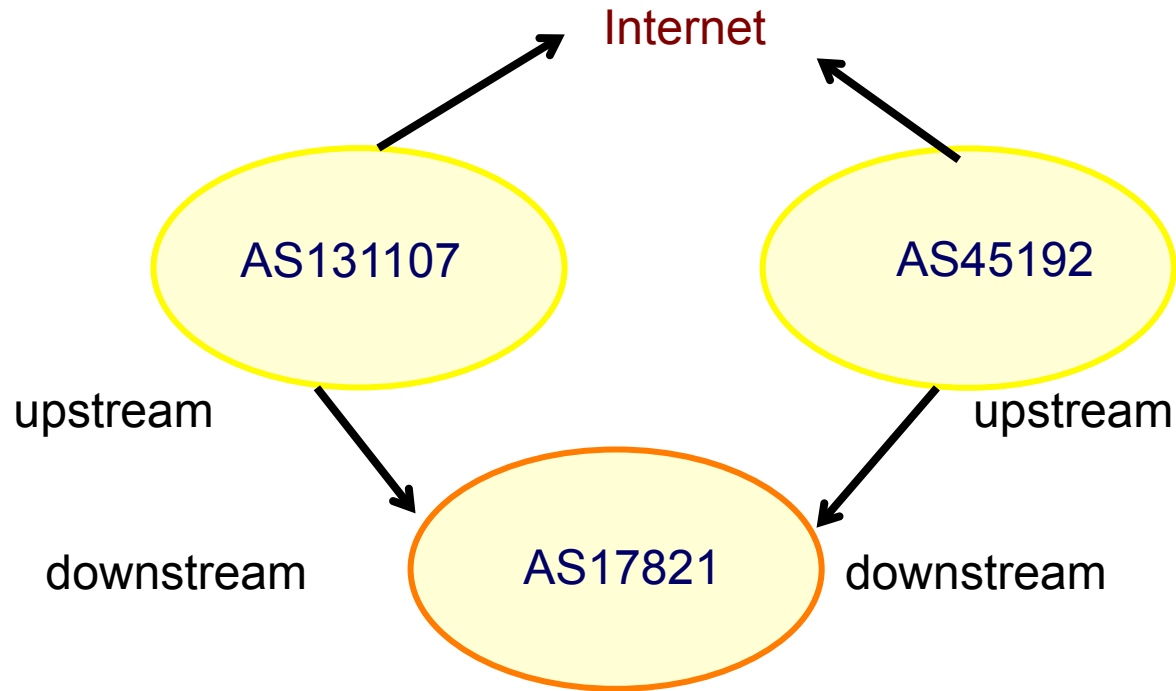 Internet
AS131107
AS45192
upstream
upstream
downstream
AS17821
downstream